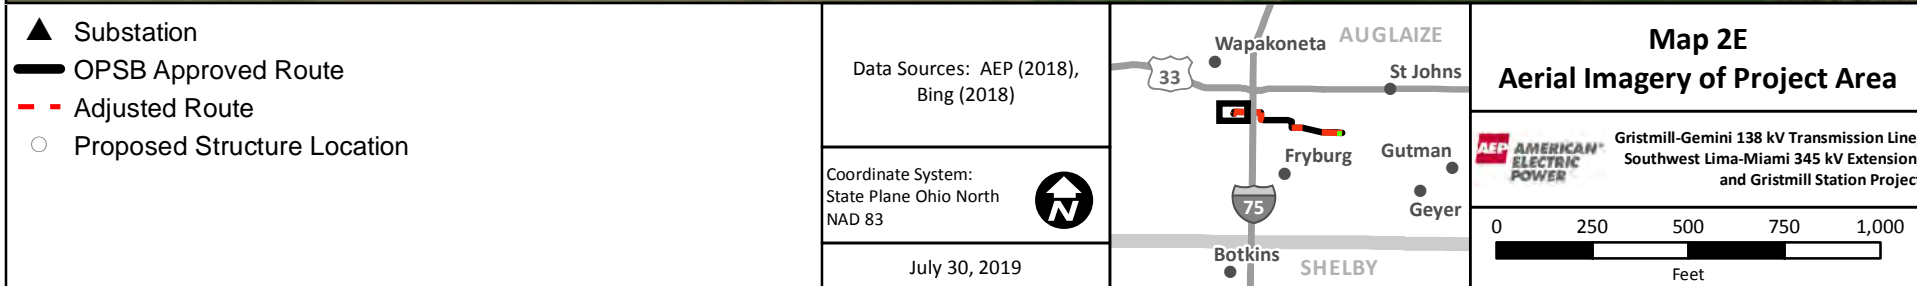 Substation
OPSB Approved Route
Adjusted Route
Proposed Structure Location
Data Sources: AEP (2018),
Bing (2018)
Coordinate System:
State Plane Ohio North
NAD 83
N
July 30, 2019
AUGLAIZE
Wapakoneta
33
St Johns
Fryburg
Gutman
75
Geyer
Botkins
SHELBY
Map 2E
Aerial Imagery of Project Area
AEP AMERICAN
ELECTRIC
POWER
Gristmill-Gemini 138 kV Transmission Line
Southwest Lima-Miami 345 kV Extension
and Gristmill Station Project
0 250 500 750 1,000
Feet